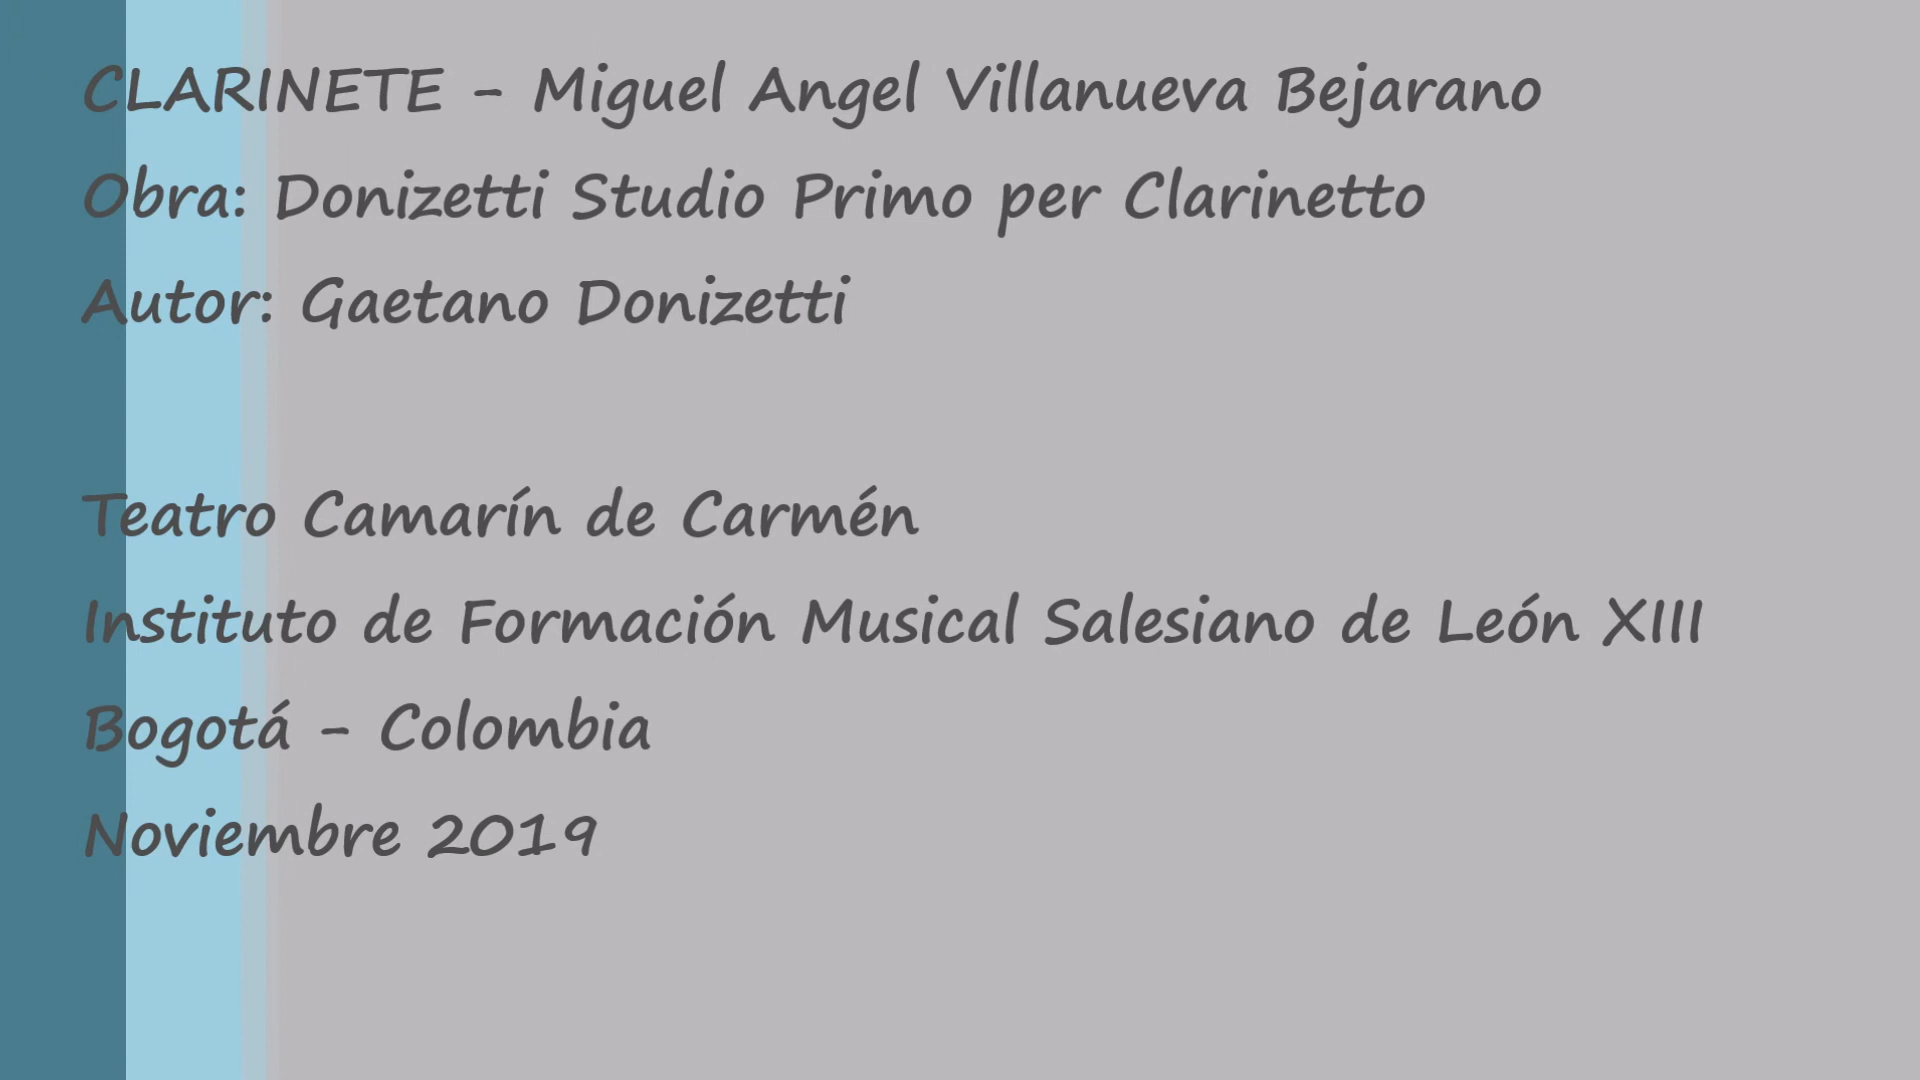 CLARINETE - Miguel Angel Villanueva Bejarano
Obra: Donizetti Studio Primo per Clarinetto
Autor: Gaetano Donizetti
Teatro Camarín de Carmén
Instituto de Formación Musical Salesiano de León XIII
Bogotá - Colombia
Noviembre 2019